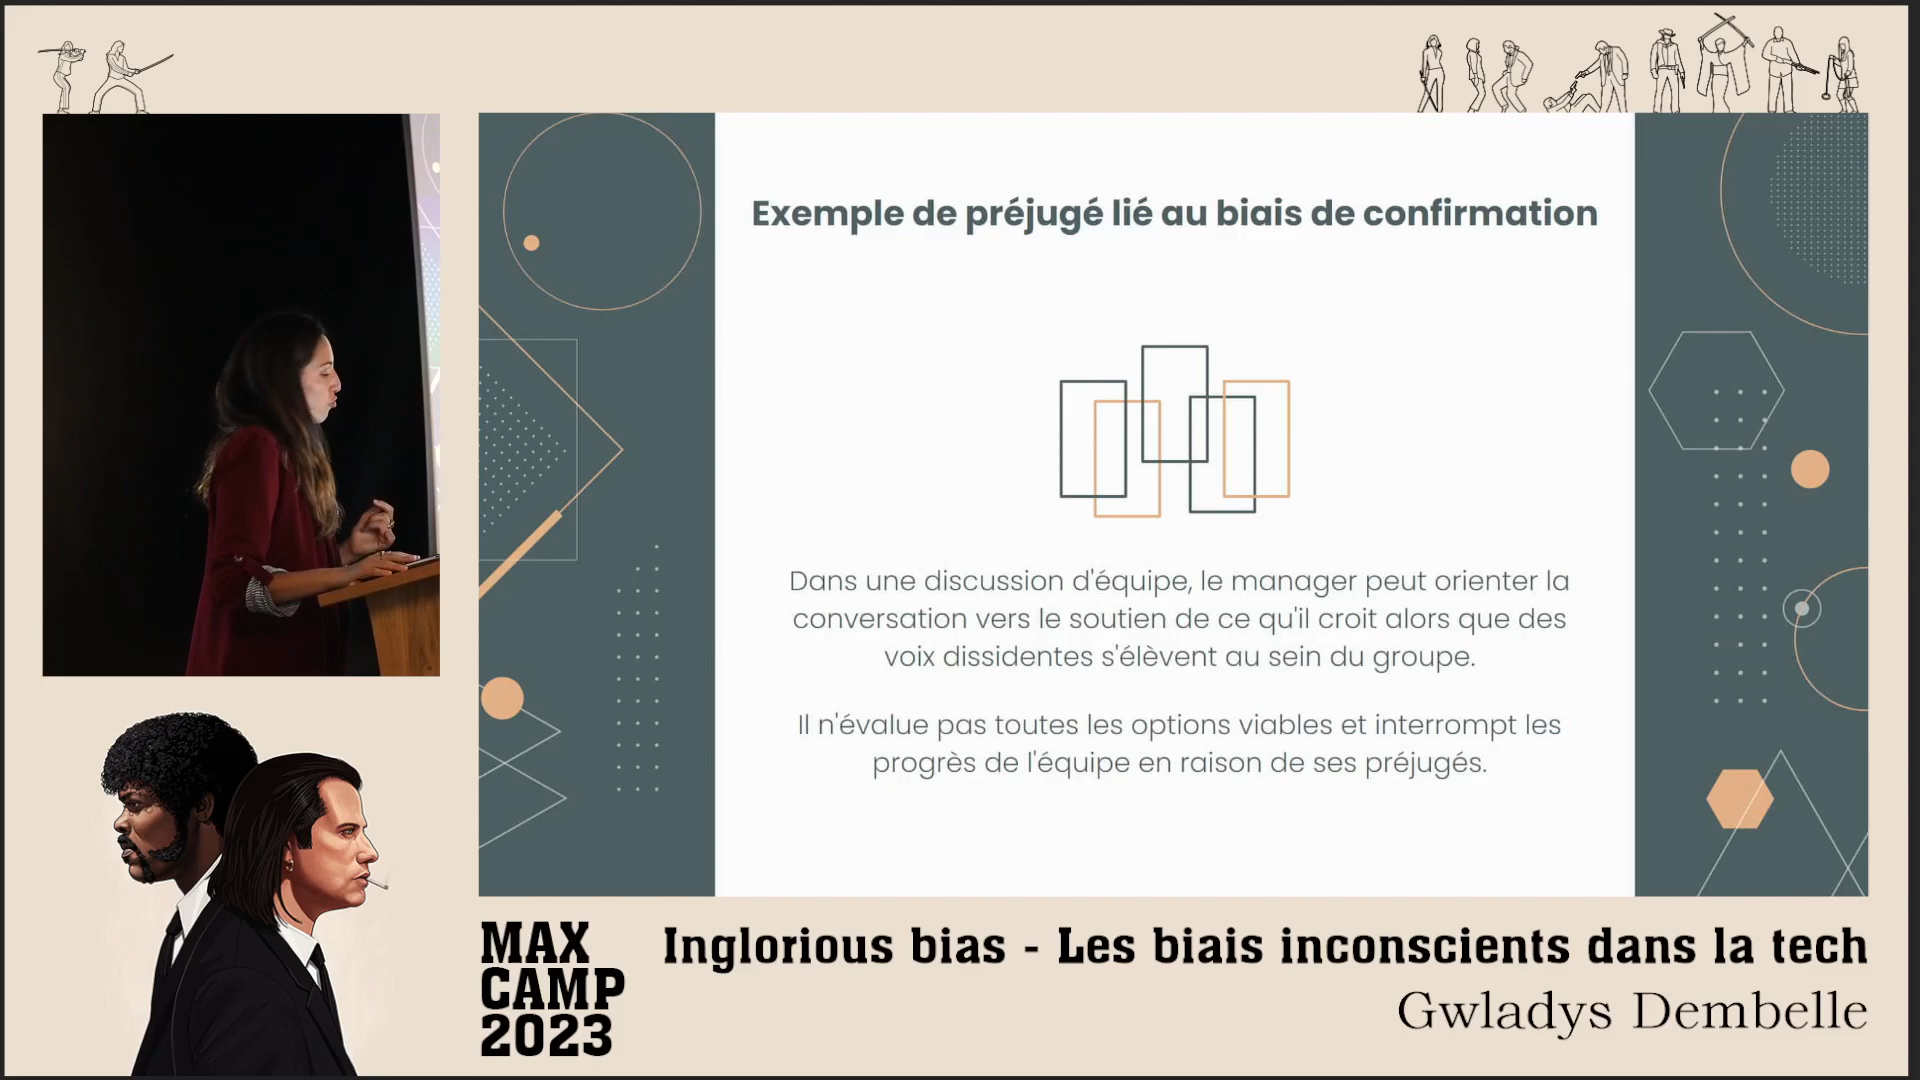 Exemple de préjugé lié au biais de confirmation
Dans une discussion d'équipe, le manager peut orienter la
conversation vers le soutien de ce qu'il croit alors que des
voix dissidentes s'élèvent au sein du groupe.
Il n'évalue pas toutes les options viables et interrompt les
progrès de l'équipe en raison de ses préjugés.
MAX
CAMP
2023
Inglorious bias - Les biais inconscients dans la tech
Gwladys Dembelle